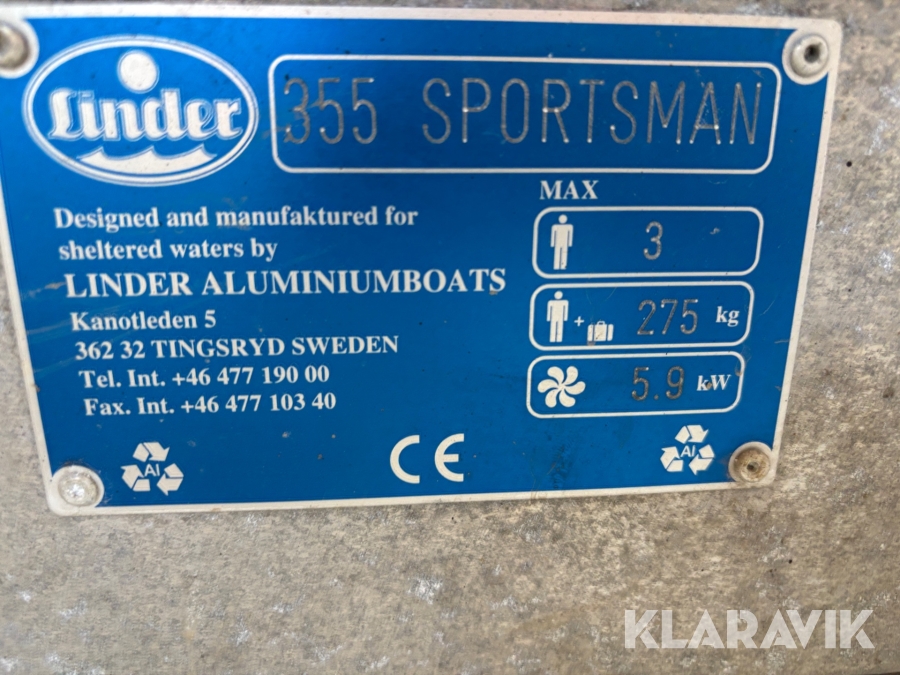 Linder
355 SPORTSMAN
Designed and manufaktured for
sheltered waters by
LINDER ALUMINIUMBOATS
Kanotleden 5
362 32 TINGSRYD SWEDEN
Tel. Int. +46 477 190 00
Fax. Int. +46 477 103 40
MAX
3
+ 275 kg
5.9 kW
Al
CE
Al
KLARAVIK